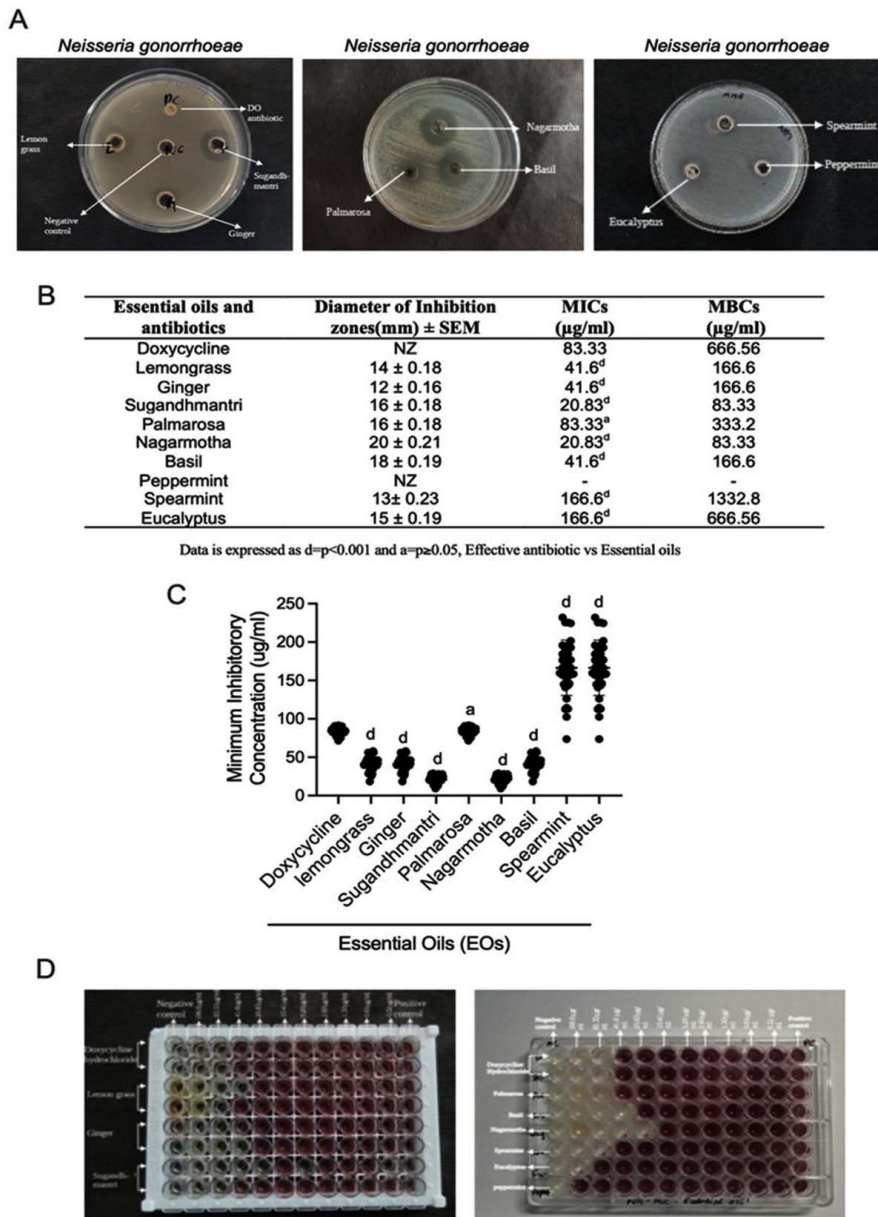 A
Neisseria gonorrhoeae
Neisseria gonorrhoeae
Neisseria gonorrhoeae
DO
antibiotic
Lemon
grass
Sugandh-
mantri
Negative
control
Ginger
Nagarmotha
Basil
Palmarosa
Spearmint
Peppermint
Eucalyptus
B
Essential oils and antibiotics | Diameter of Inhibition zones(mm) ± SEM | MICs (µg/ml) | MBCs (µg/ml)
Doxycycline NZ 83.33 666.56
Lemongrass 14 ± 0.18 41.6ᵈ 166.6
Ginger 12 ± 0.16 41.6ᵈ 166.6
Sugandhmantri 16 ± 0.18 20.83ᵈ 83.33
Palmarosa 16 ± 0.18 83.33ᵃ 333.2
Nagarmotha 20 ± 0.21 20.83ᵈ 83.33
Basil 18 ± 0.19 41.6ᵈ 166.6
Peppermint NZ - -
Spearmint 13± 0.23 166.6ᵈ 1332.8
Eucalyptus 15 ± 0.19 166.6ᵈ 666.56
Data is expressed as d=p<0.001 and a=p≥0.05, Effective antibiotic vs Essential oils
C
Minimum Inhibitorory
Concentration (ug/ml)
250
200
150
100
50
0
d d d a d d d d
Doxycycline
lemongrass
Ginger
Sugandhmantri
Palmarosa
Nagarmotha
Basil
Spearmint
Eucalyptus
Essential Oils (EOs)
D
Negative
control
Positive
control
Doxycycline
hydrochloride
Lemon grass
Ginger
Sugandh-
mantri
Negative
control
Positive
control
Doxycycline
Hydrochloride
Palmarosa
Basil
Nagarmotha
Spearmint
Eucalyptus
peppermint